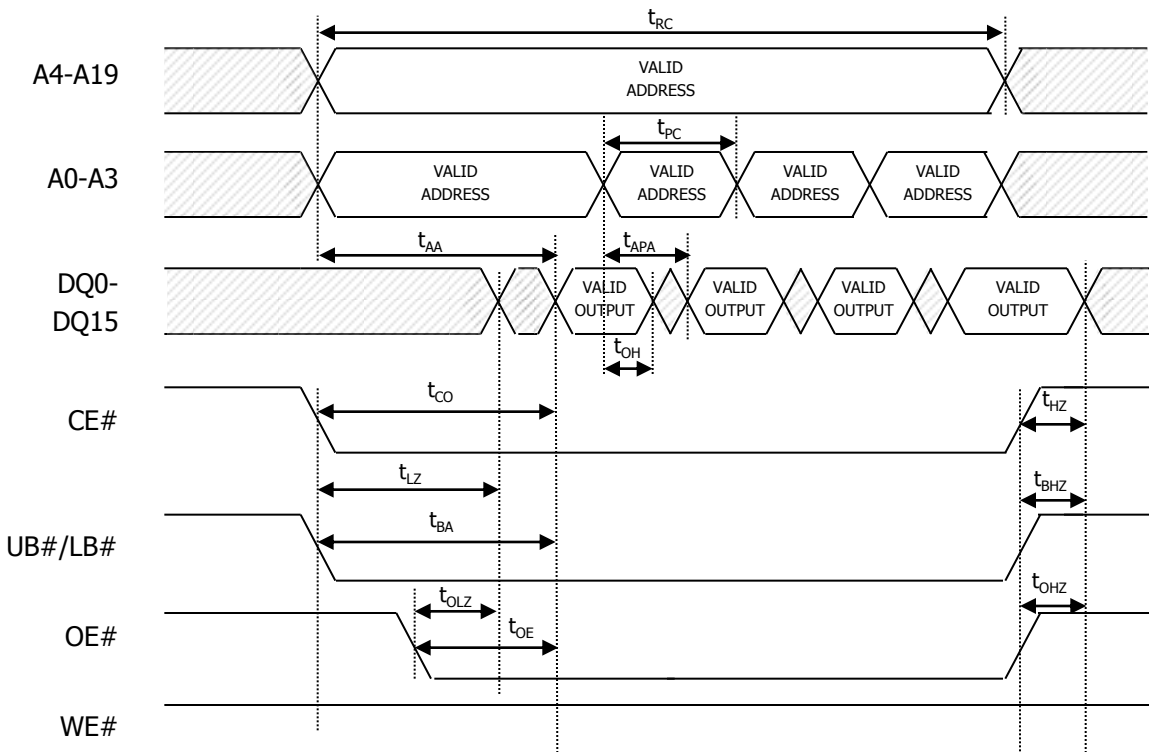 tRC
A4-A19
VALID
ADDRESS
tPC
A0-A3
VALID
ADDRESS
VALID
ADDRESS
VALID
ADDRESS
VALID
ADDRESS
tAA
tAPA
DQ0-
DQ15
VALID
OUTPUT
VALID
OUTPUT
VALID
OUTPUT
VALID
OUTPUT
tOH
CE#
tCO
tHZ
tLZ
tBHZ
UB#/LB#
tBA
tOLZ
tOHZ
OE#
tOE
WE#